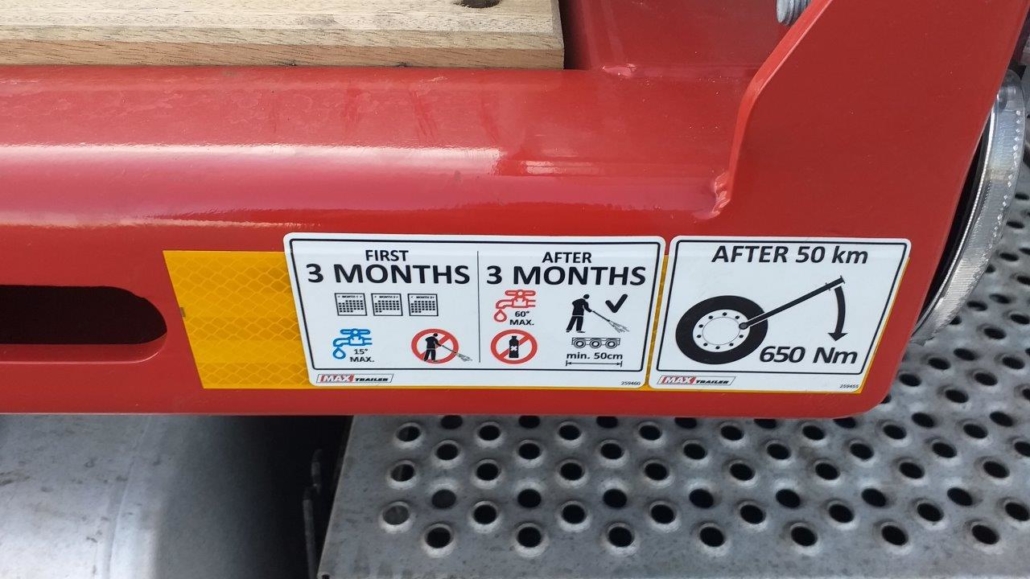 FIRST
3 MONTHS
15°
MAX.
MAX TRAILER
AFTER
3 MONTHS
60°
MAX.
min. 50cm
259460
AFTER 50 km
650 Nm
MAX TRAILER